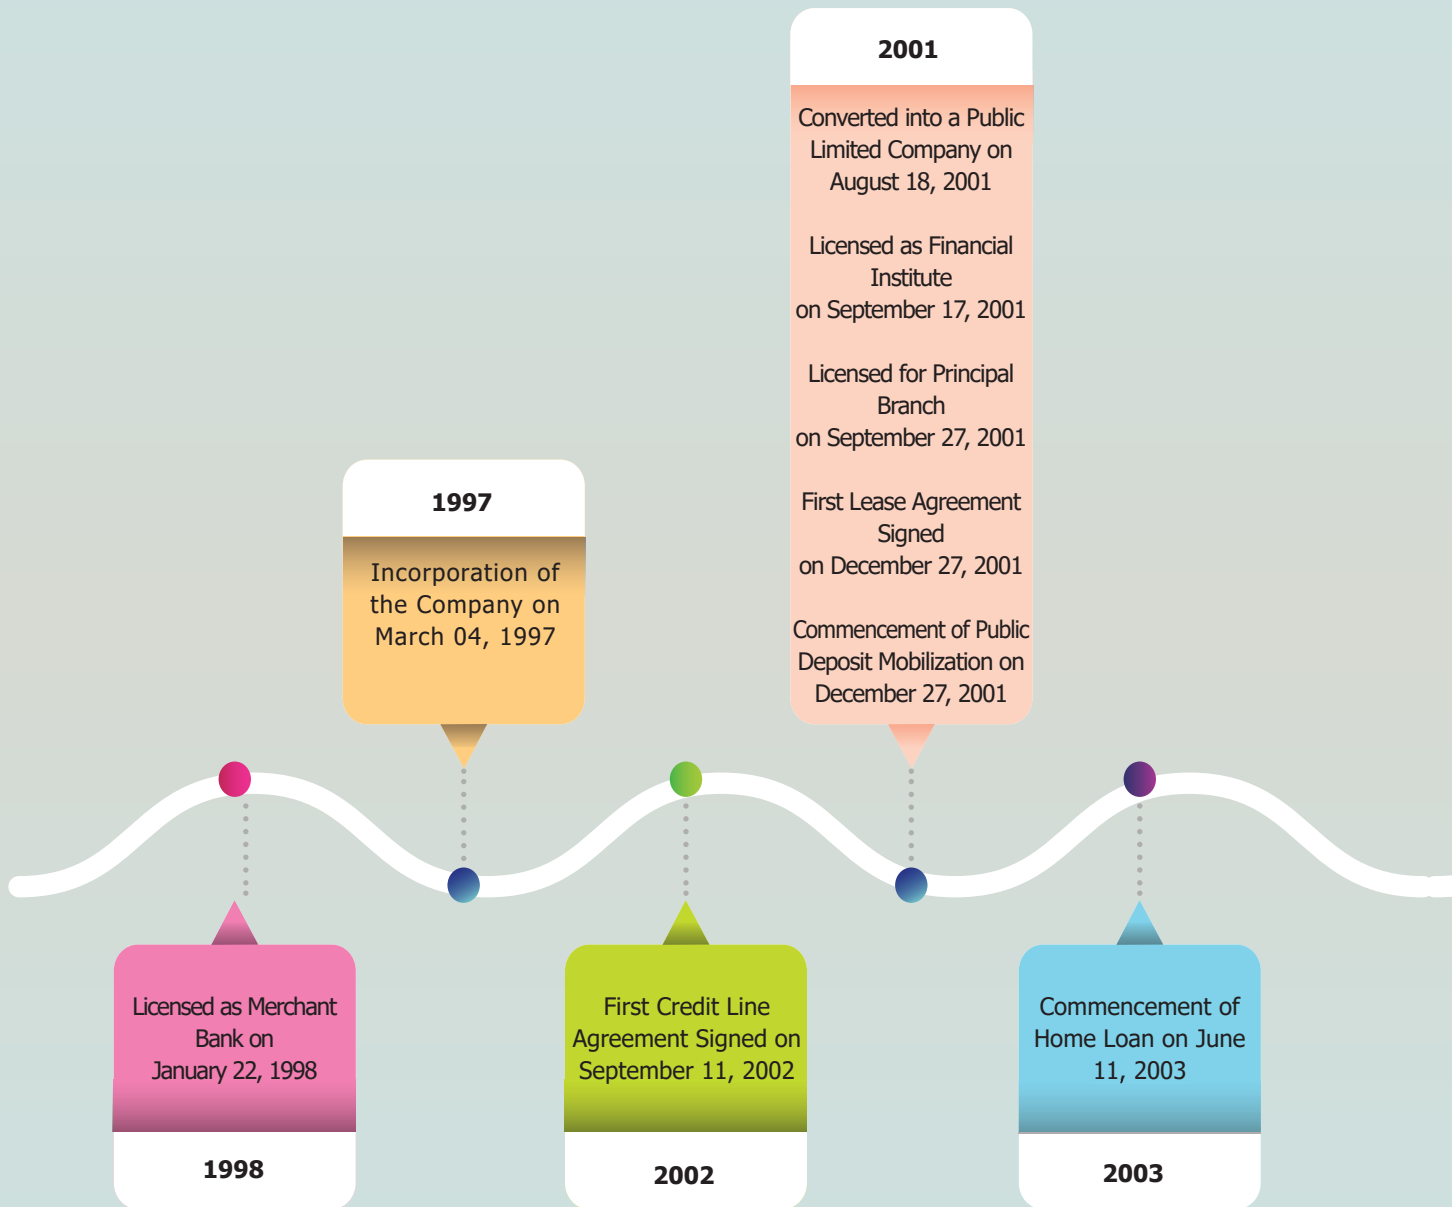 2001
Converted into a Public
Limited Company on
August 18, 2001
Licensed as Financial
Institute
on September 17, 2001
Licensed for Principal
Branch
on September 27, 2001
First Lease Agreement
Signed
on December 27, 2001
Commencement of Public
Deposit Mobilization on
December 27, 2001
1997
Incorporation of
the Company on
March 04, 1997
Licensed as Merchant
Bank on
January 22, 1998
1998
First Credit Line
Agreement Signed on
September 11, 2002
2002
Commencement of
Home Loan on June
11, 2003
2003